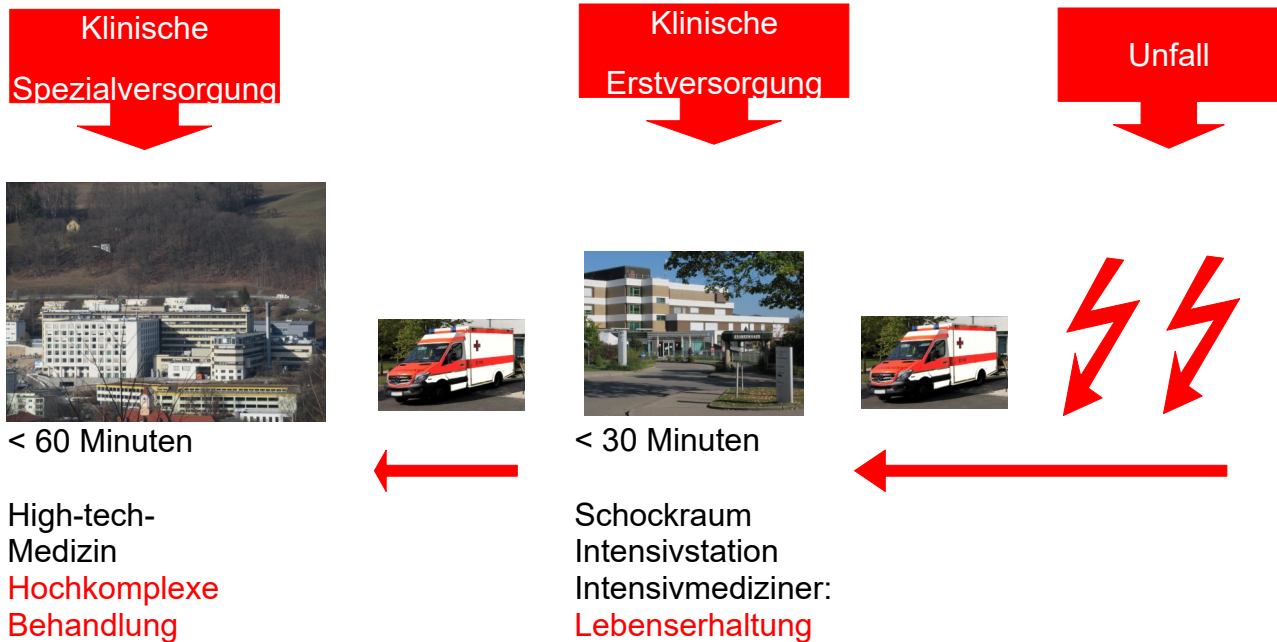 Klinische
Spezialversorgung
Klinische
Erstversorgung
Unfall
< 60 Minuten
High-tech-
Medizin
Hochkomplexe
Behandlung
< 30 Minuten
Schockraum
Intensivstation
Intensivmediziner:
Lebenserhaltung